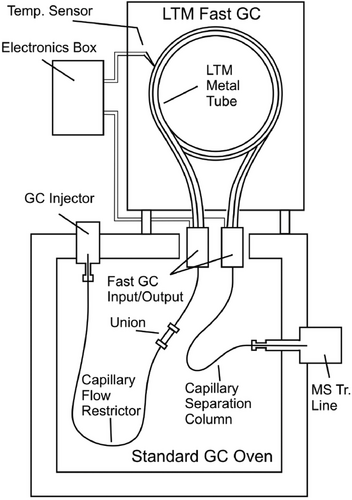 Temp. Sensor
LTM Fast GC
Electronics Box
LTM
Metal
Tube
GC Injector
Fast GC
Input/Output
Union
Capillary
Flow
Restrictor
Capillary
Separation
Column
MS Tr.
Line
Standard GC Oven